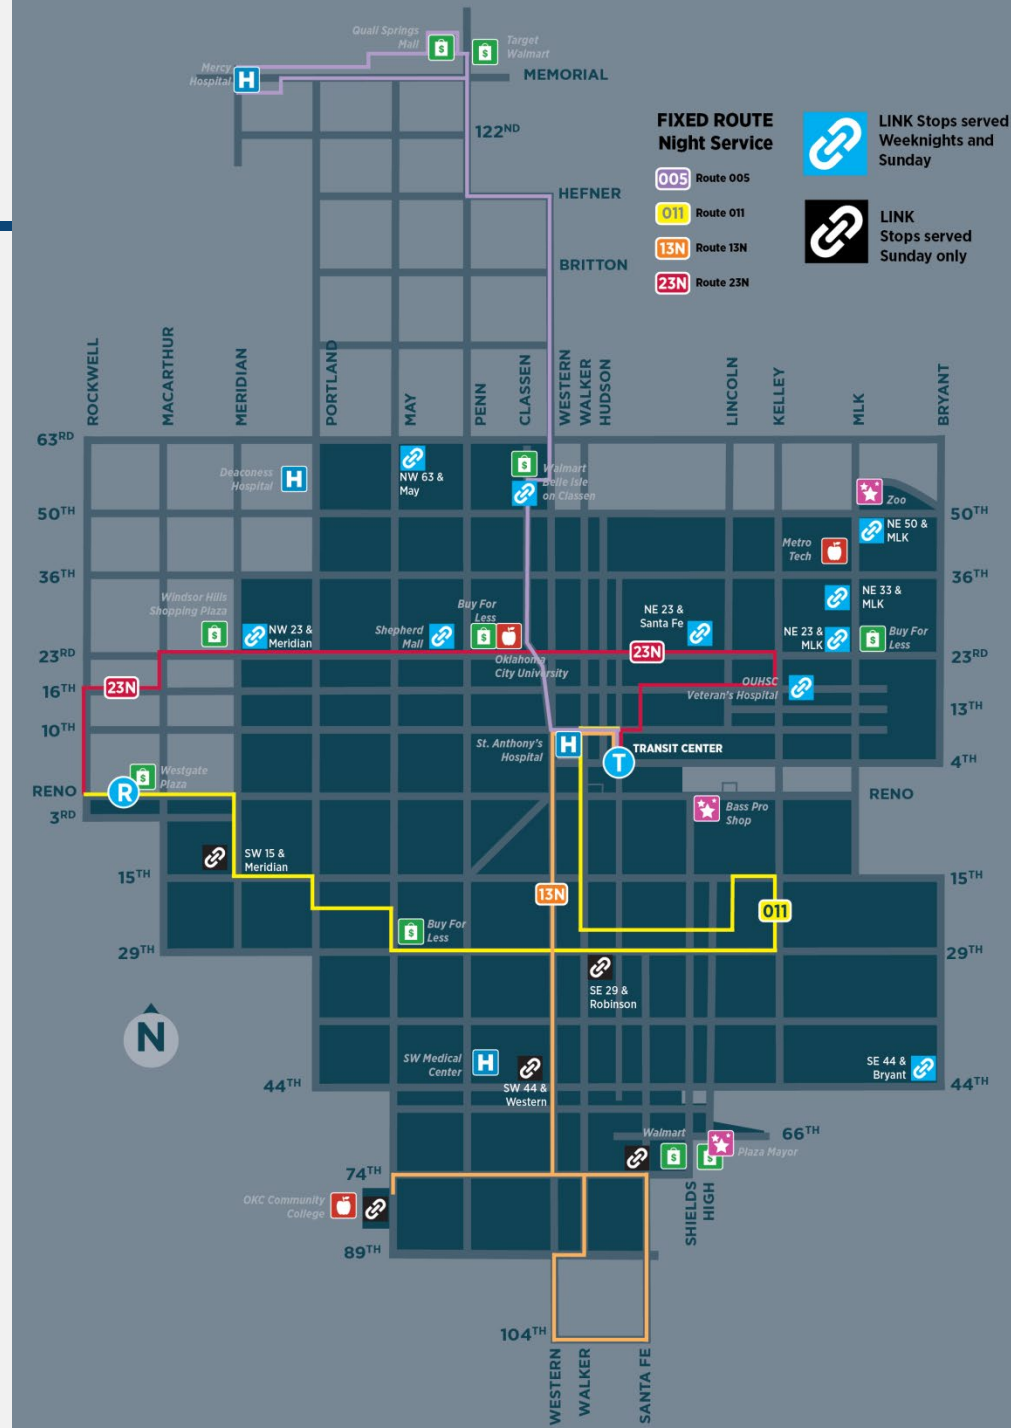 Quail Springs
Mall
Target
Walmart
Mercy
Hospital
H
MEMORIAL
122ND
HEFNER
BRITTON
FIXED ROUTE
Night Service
005 Route 005
011 Route 011
13N Route 13N
23N Route 23N
LINK Stops served
Weeknights and
Sunday
LINK
Stops served
Sunday only
ROCKWELL
MACARTHUR
MERIDIAN
PORTLAND
MAY
PENN
CLASSEN
WESTERN
WALKER
HUDSON
LINCOLN
KELLEY
MLK
BRYANT
63RD
Deaconess
Hospital
H
NW 63 &
May
Walmart
Belle Isle
on Classen
Zoo
50TH
50TH
NE 50 &
MLK
Metro
Tech
36TH
36TH
Windsor Hills
Shopping Plaza
NW 23 &
Meridian
Shepherd
Mall
Buy For
Less
Oklahoma
City University
NE 23 &
Santa Fe
NE 33 &
MLK
NE 23 &
MLK
Buy For
Less
23RD
23N
23RD
16TH
23N
OUHSC
Veteran's Hospital
13TH
10TH
St. Anthony's
Hospital
H
T
TRANSIT CENTER
4TH
Westgate
Plaza
RENO
R
RENO
3RD
Bass Pro
Shop
SW 15 &
Meridian
15TH
15TH
13N
011
Buy For
Less
29TH
29TH
SE 29 &
Robinson
N
SW Medical
Center
H
SW 44 &
Western
SE 44 &
Bryant
44TH
44TH
Walmart
66TH
Plaza Mayor
74TH
SHIELDS
HIGH
OKC Community
College
89TH
104TH
WESTERN
WALKER
SANTA FE